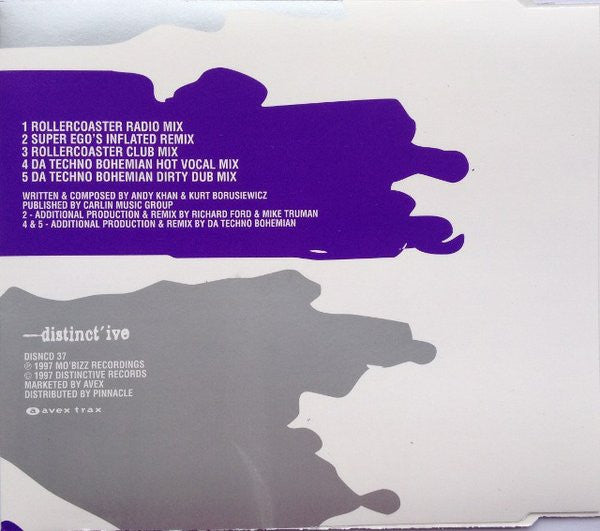 1 ROLLERCOASTER RADIO MIX
2 SUPER EGO'S INFLATED REMIX
3 ROLLERCOASTER CLUB MIX
4 DA TECHNO BOHEMIAN HOT VOCAL MIX
5 DA TECHNO BOHEMIAN DIRTY DUB MIX
WRITTEN & COMPOSED BY ANDY KHAN & KURT BORUSIEWICZ
PUBLISHED BY CARLIN MUSIC GROUP
2 - ADDITIONAL PRODUCTION & REMIX BY RICHARD FORD & MIKE TRUMAN
4 & 5 - ADDITIONAL PRODUCTION & REMIX BY DA TECHNO BOHEMIAN
—distinct'ive
DISNCD 37
℗ 1997 MO'BIZZ RECORDINGS
© 1997 DISTINCTIVE RECORDS
MARKETED BY AVEX
DISTRIBUTED BY PINNACLE
a avex trax